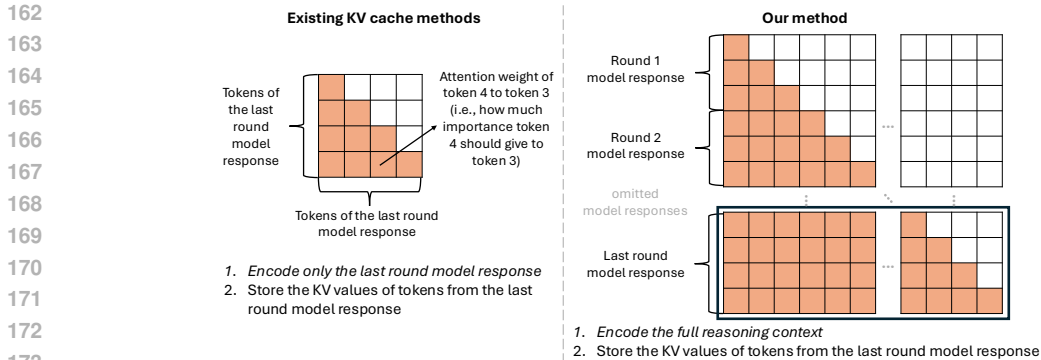 162
163
164
165
166
167
168
169
170
171
172
Existing KV cache methods
Tokens of
the last
round
model
response
Attention weight of
token 4 to token 3
(i.e., how much
importance token
4 should give to
token 3)
Tokens of the last round
model response
1. Encode only the last round model response
2. Store the KV values of tokens from the last
round model response
Our method
Round 1
model response
Round 2
model response
omitted
model responses
Last round
model response
1. Encode the full reasoning context
2. Store the KV values of tokens from the last round model response